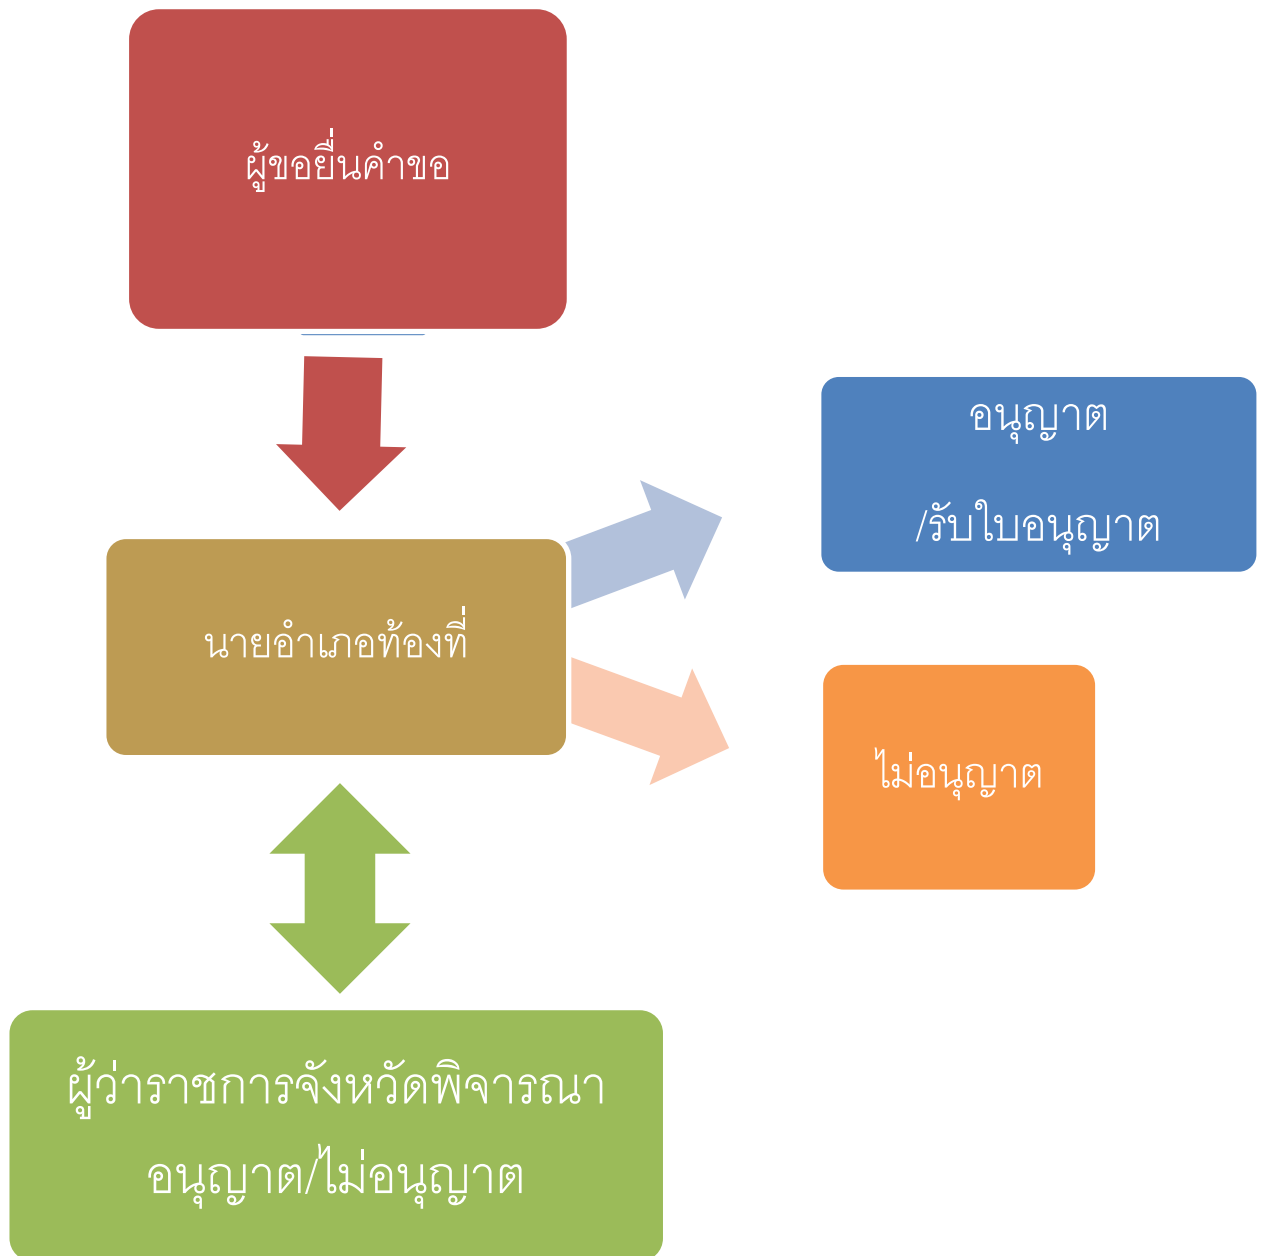 ผู้ขอยื่นคำขอ
อนุญาต
/รับใบอนุญาต
นายอำเภอท้องที่
ไม่อนุญาต
ผู้ว่าราชการจังหวัดพิจารณา
อนุญาต/ไม่อนุญาต